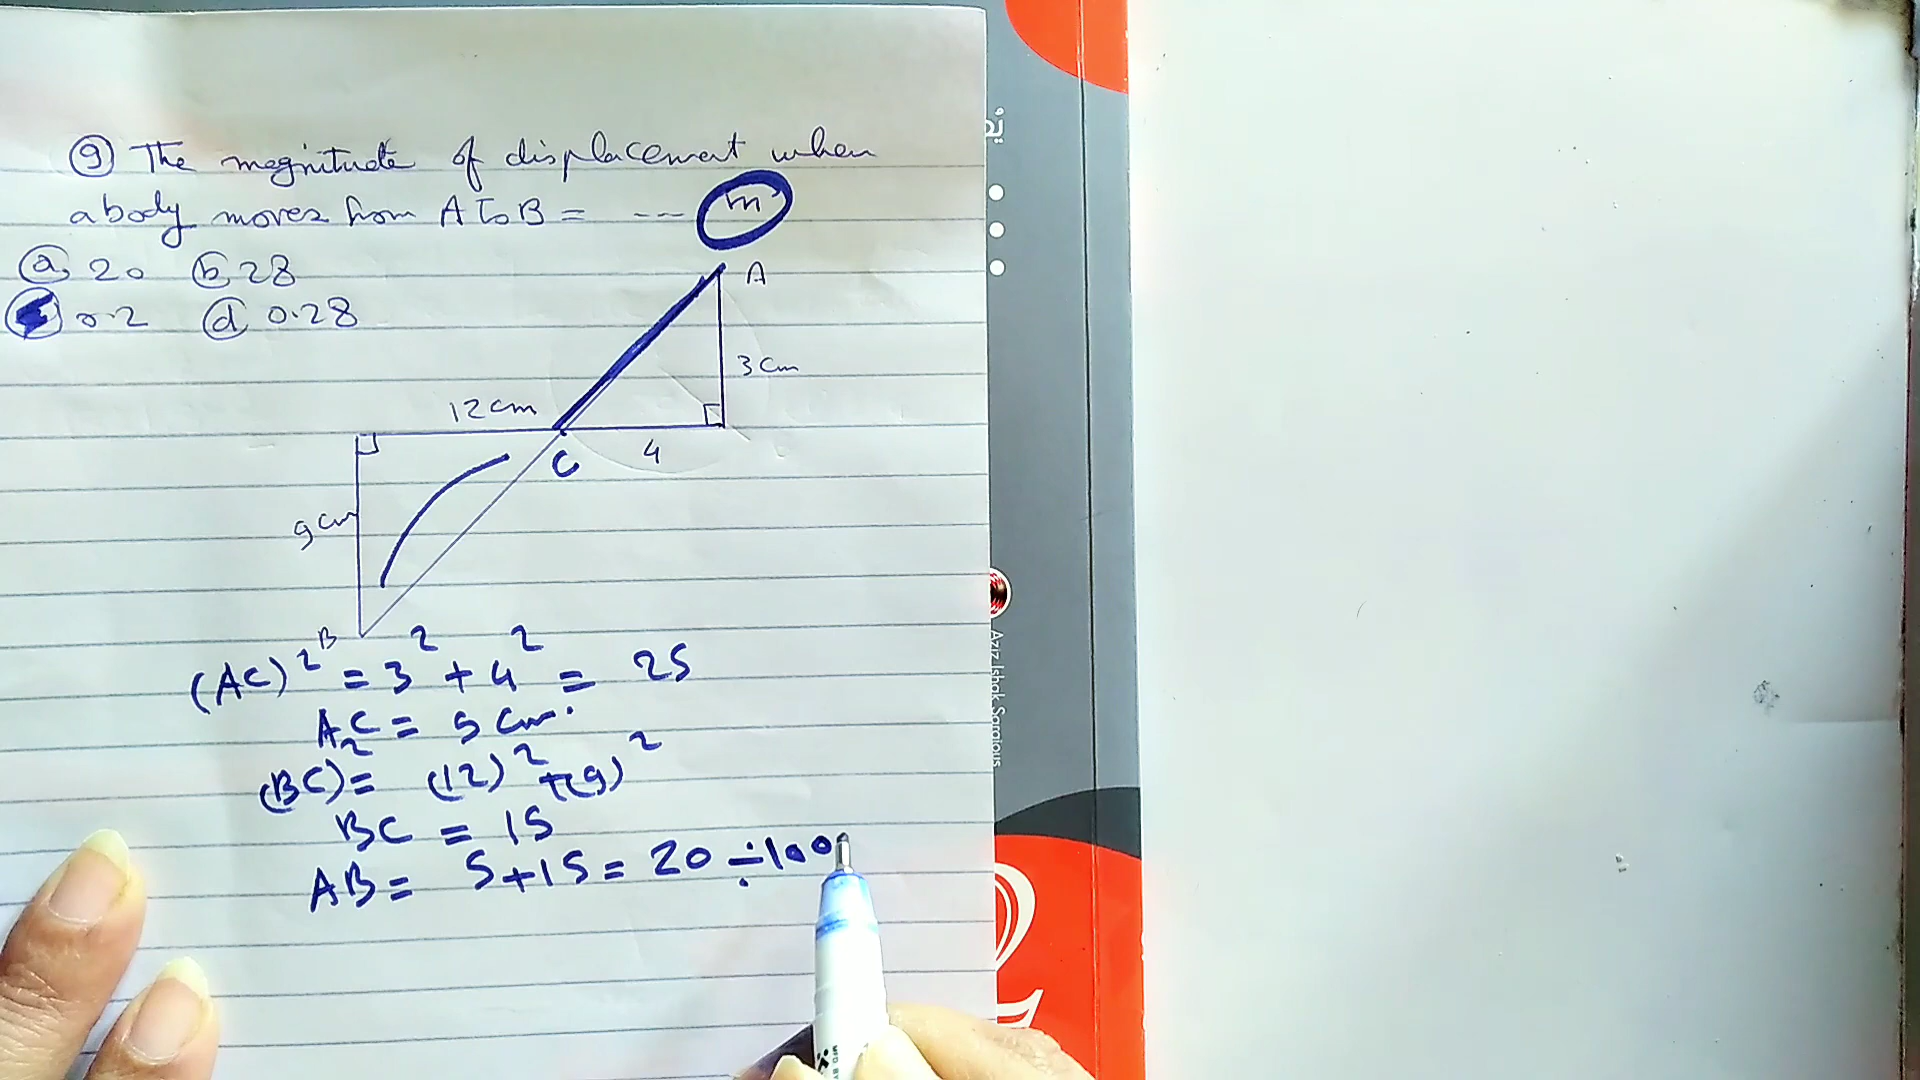 9 The magnitude of displacement when
a body moves from A to B = --- m
a 20 b 28
0.2 d 0.28
A
3 cm
12 cm
4
C
9 cm
B
(AC)² = 3² + 4² = 25
AC = 5 cm.
(BC)² = (12)² + (9)²
BC = 15
AB = 5 + 15 = 20 ÷ 100
Aziz Ishak Sargious
2